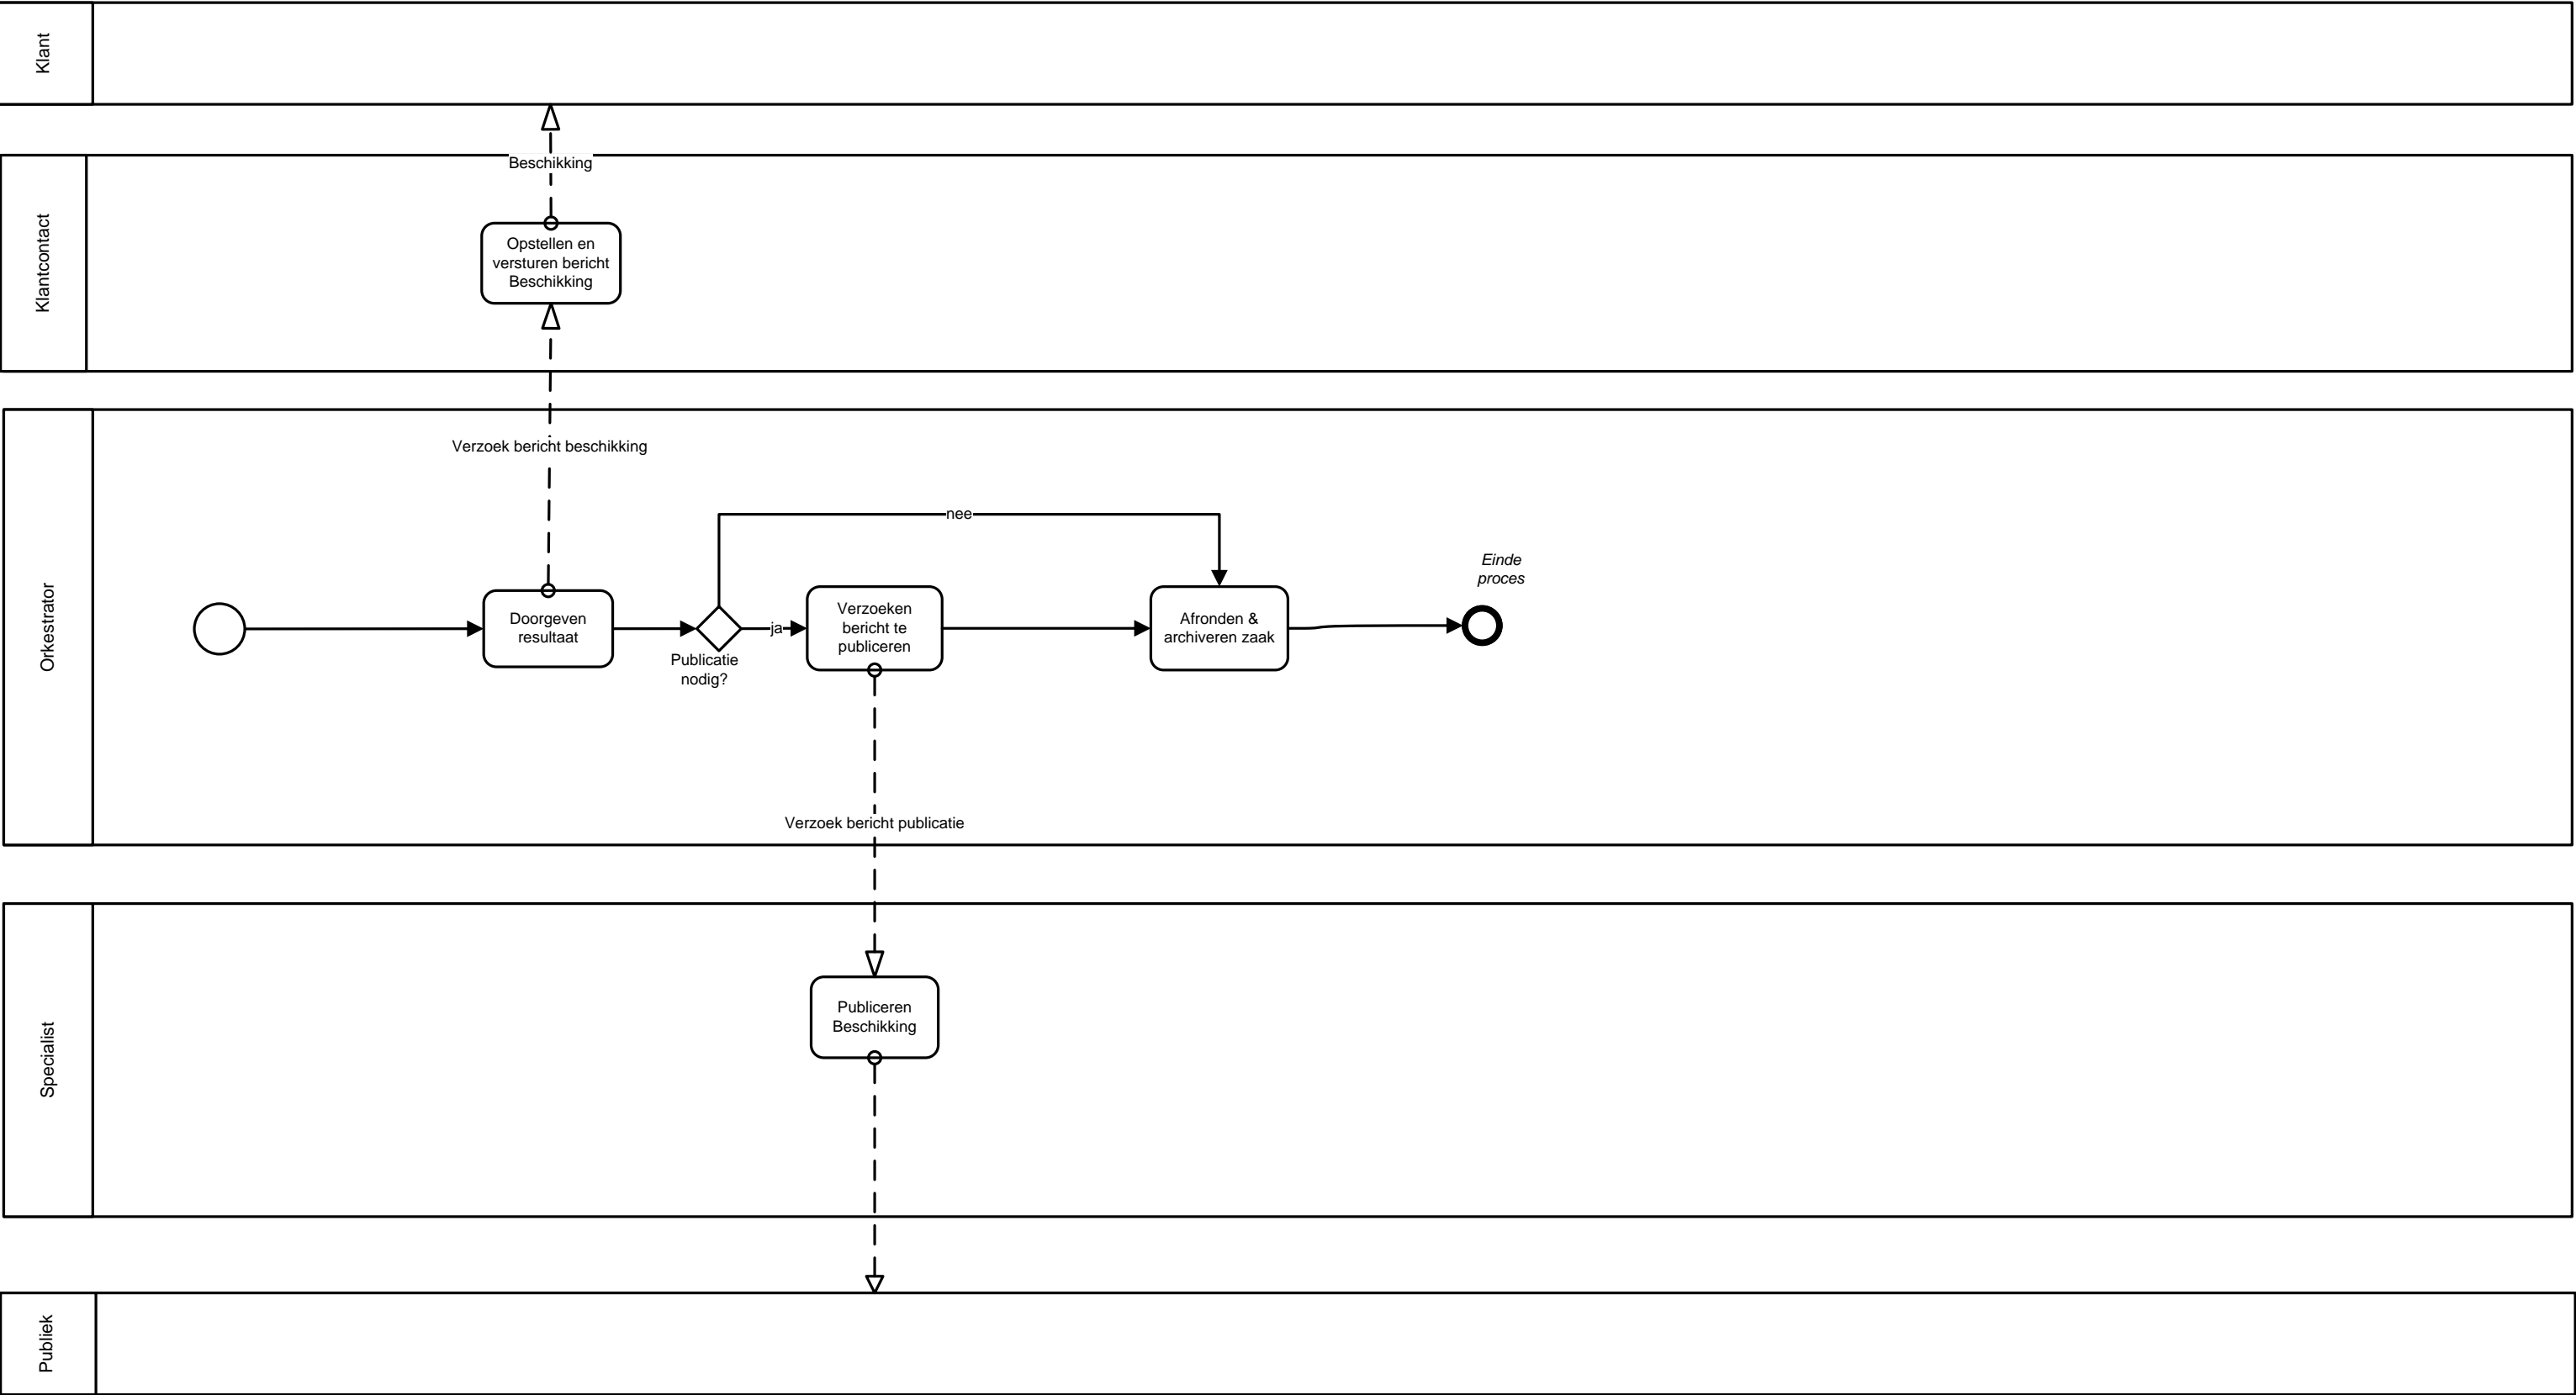 Klant
Beschikking
Klantcontact
Opstellen en
versturen bericht
Beschikking
Verzoek bericht beschikking
Orkestrator
nee
Einde
proces
Doorgeven
resultaat
Publicatie
nodig?
ja
Verzoeken
bericht te
publiceren
Afronden &
archiveren zaak
Verzoek bericht publicatie
Specialist
Publiceren
Beschikking
Publiek